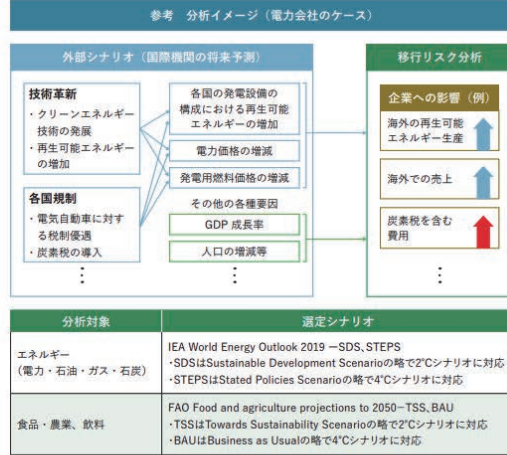 参考　分析イメージ（電力会社のケース）
外部シナリオ（国際機関の将来予測）
技術革新
・クリーンエネルギー
技術の発展
・再生可能エネルギー
の増加
各国規制
・電気自動車に対す
る税制優遇
・炭素税の導入
⋮
各国の発電設備の
構成における再生可能
エネルギーの増加
電力価格の増減
発電用燃料価格の増減
その他の各種要因
GDP 成長率
人口の増減等
⋮
移行リスク分析
企業への影響（例）
海外の再生可能
エネルギー生産
海外での売上
炭素税を含む
費用
⋮
分析対象　選定シナリオ
エネルギー
（電力・石油・ガス・石炭）
IEA World Energy Outlook 2019 －SDS、STEPS
・SDSはSustainable Development Scenarioの略で2℃シナリオに対応
・STEPSはStated Policies Scenarioの略で4℃シナリオに対応
食品・農業、飲料
FAO Food and agriculture projections to 2050－TSS、BAU
・TSSはTowards Sustainability Scenarioの略で2℃シナリオに対応
・BAUはBusiness as Usualの略で4℃シナリオに対応